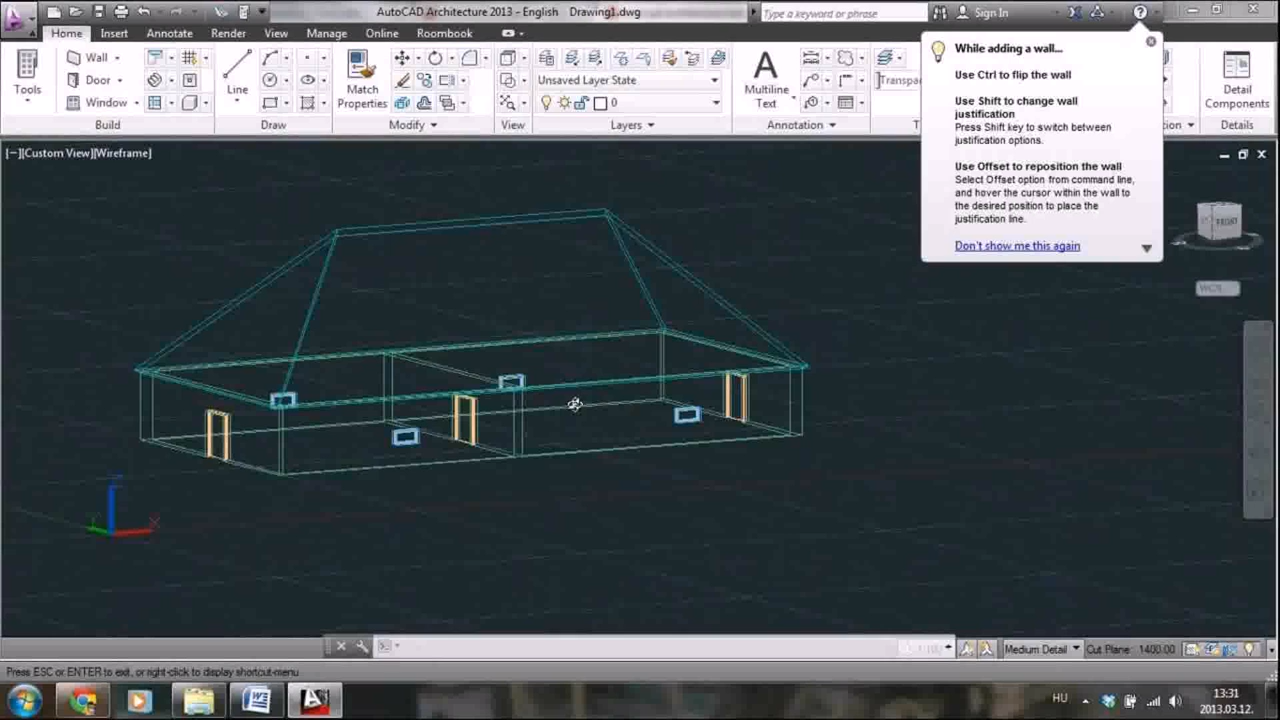 AutoCAD Architecture 2013 - English Drawing1.dwg
Type a keyword or phrase
Sign In
Home Insert Annotate Render View Manage Online Roombook
Tools
Wall
Door
Window
Build
Line
Draw
Match
Properties
Modify
View
Unsaved Layer State
0
Layers
Multiline
Text
Annotation
Transpa
T
ion
Detail
Components
Details
While adding a wall...
Use Ctrl to flip the wall
Use Shift to change wall
justification
Press Shift key to switch between
justification options.
Use Offset to reposition the wall
Select Offset option from command line,
and hover the cursor within the wall to
the desired position to place the
justification line.
Don't show me this again
[−][Custom View][Wireframe]
FRONT
X
Medium Detail
Cut Plane: 1400.00
Press ESC or ENTER to exit, or right-click to display shortcut-menu.
HU
13:31
2013.03.12.